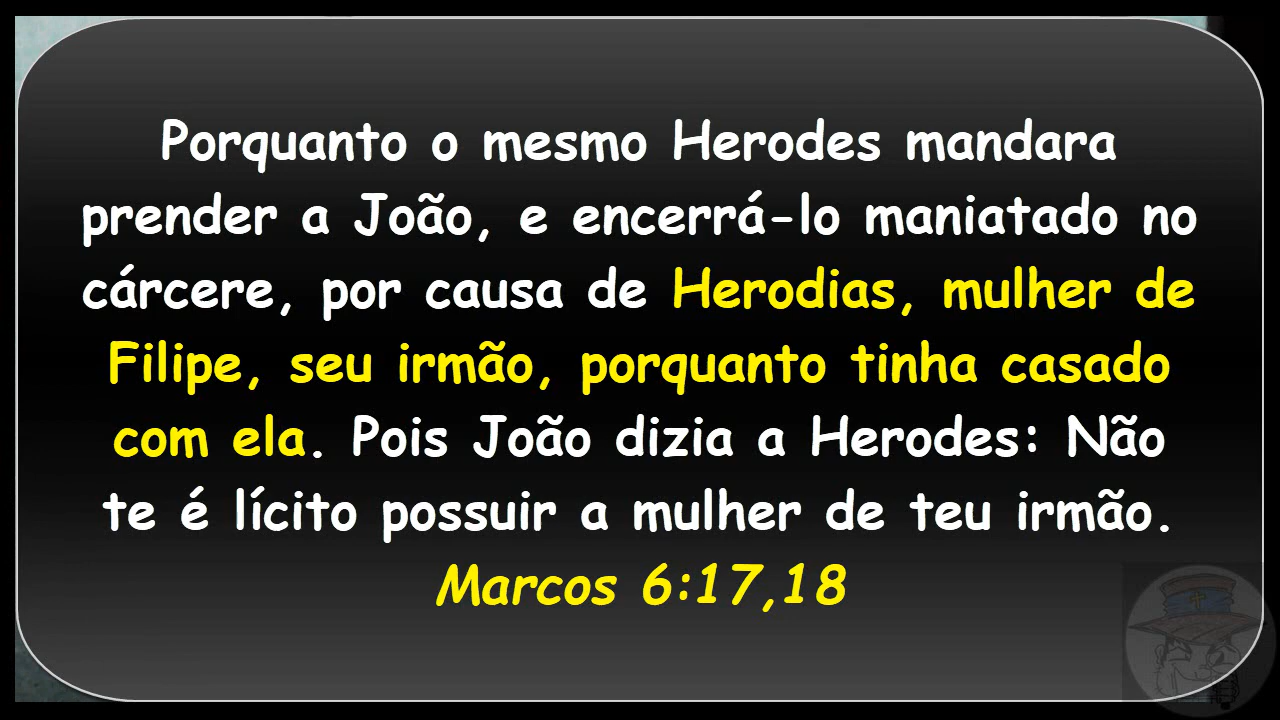 Porquanto o mesmo Herodes mandara
prender a João, e encerrá-lo maniatado no
cárcere, por causa de Herodias, mulher de
Filipe, seu irmão, porquanto tinha casado
com ela. Pois João dizia a Herodes: Não
te é lícito possuir a mulher de teu irmão.
Marcos 6:17,18